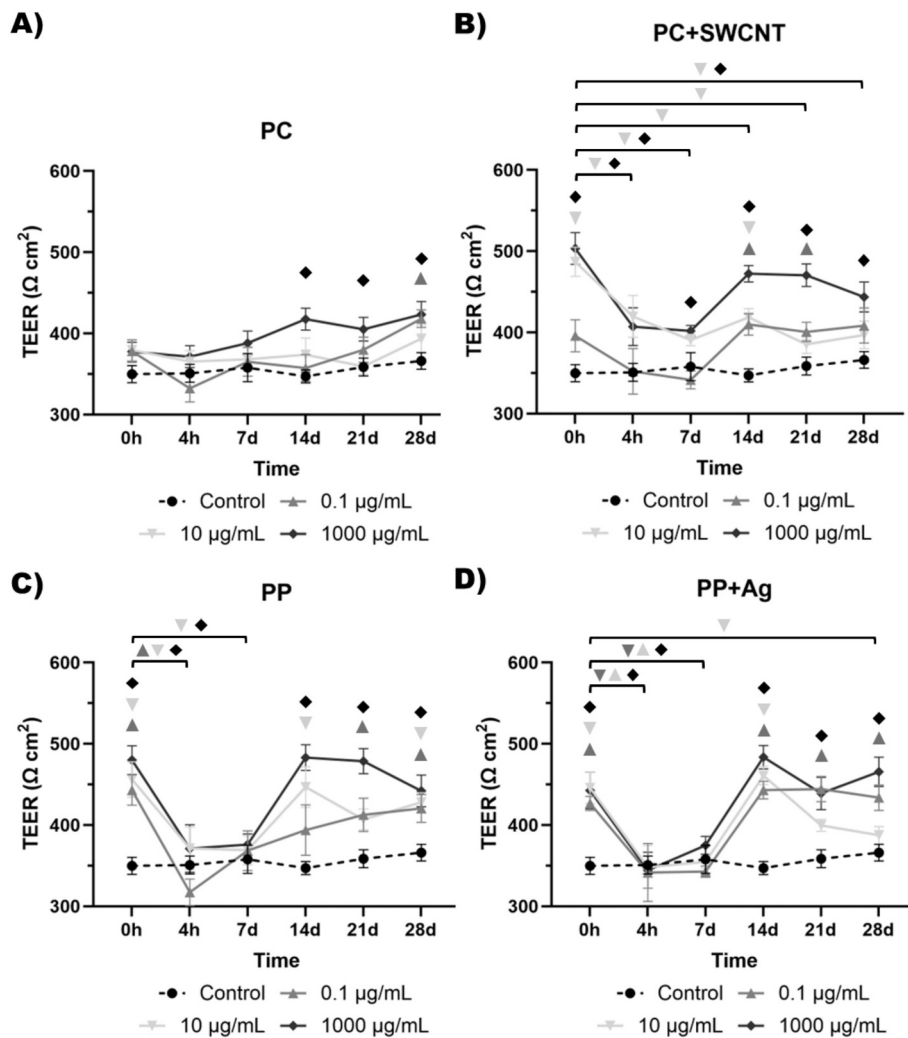 A)
PC
TEER (Ω cm²)
600
500
400
300
0h 4h 7d 14d 21d 28d
Time
Control 0.1 µg/mL
10 µg/mL 1000 µg/mL
B)
PC+SWCNT
TEER (Ω cm²)
600
500
400
300
0h 4h 7d 14d 21d 28d
Time
Control 0.1 µg/mL
10 µg/mL 1000 µg/mL
C)
PP
TEER (Ω cm²)
600
500
400
300
0h 4h 7d 14d 21d 28d
Time
Control 0.1 µg/mL
10 µg/mL 1000 µg/mL
D)
PP+Ag
TEER (Ω cm²)
600
500
400
300
0h 4h 7d 14d 21d 28d
Time
Control 0.1 µg/mL
10 µg/mL 1000 µg/mL